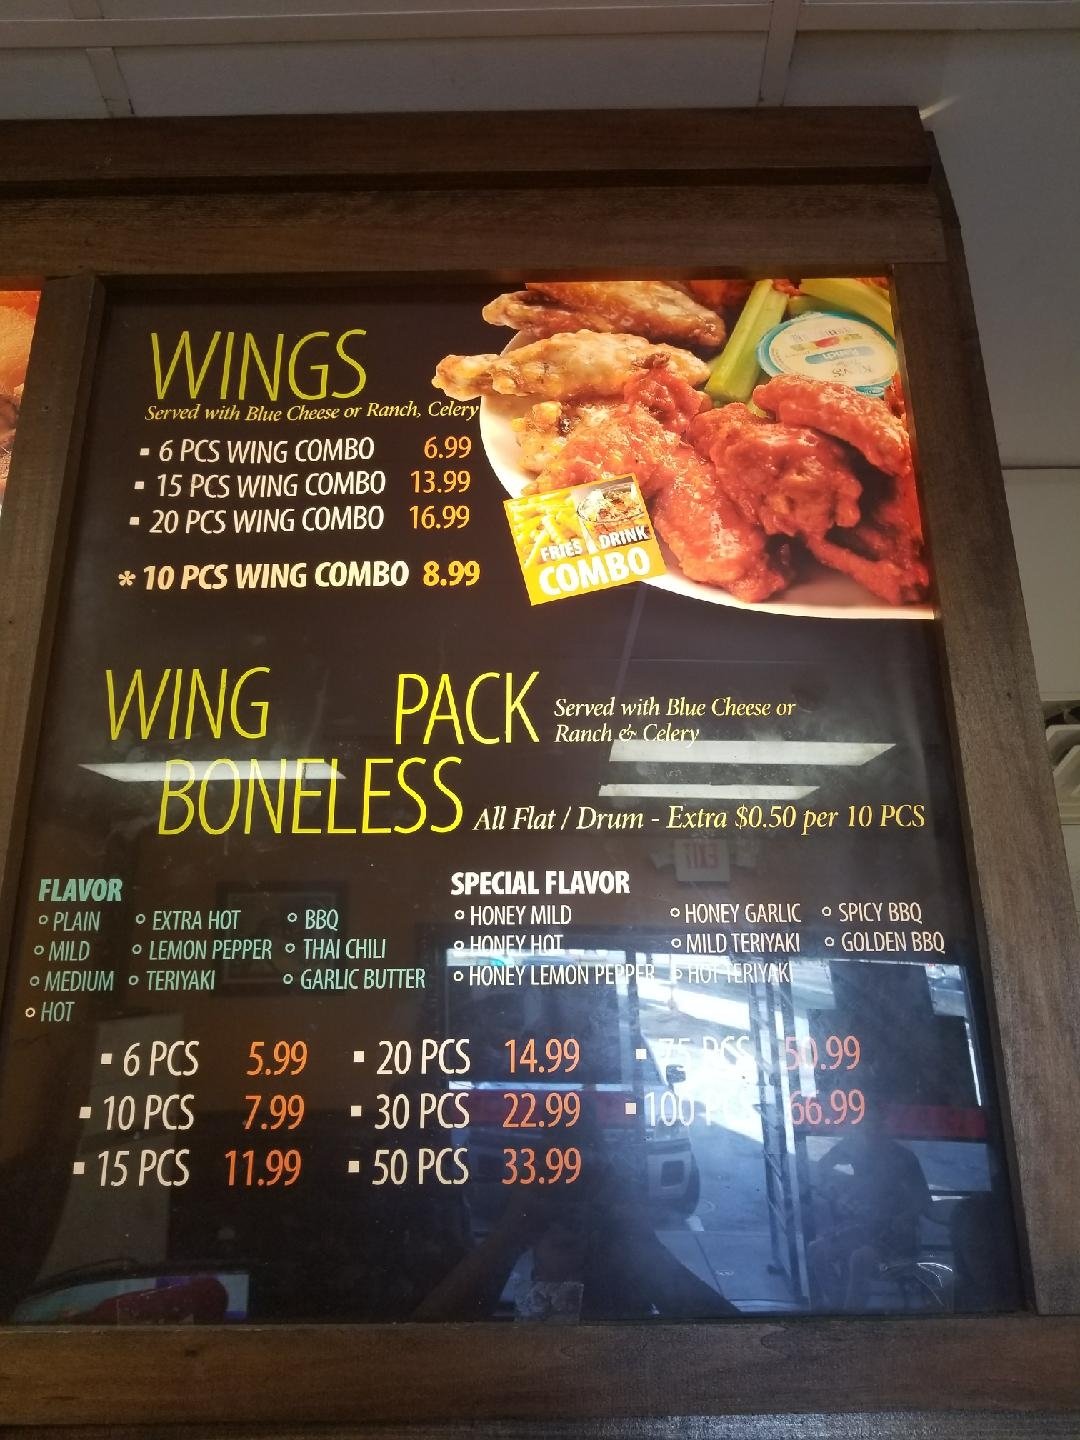 WINGS
Served with Blue Cheese or Ranch, Celery
▪ 6 PCS WING COMBO 6.99
▪ 15 PCS WING COMBO 13.99
▪ 20 PCS WING COMBO 16.99
* 10 PCS WING COMBO 8.99
FRIES & DRINK
COMBO
Ranch
WING PACK Served with Blue Cheese or
Ranch & Celery
BONELESS All Flat / Drum - Extra $0.50 per 10 PCS
FLAVOR
○ PLAIN ○ EXTRA HOT ○ BBQ
○ MILD ○ LEMON PEPPER ○ THAI CHILI
○ MEDIUM ○ TERIYAKI ○ GARLIC BUTTER
○ HOT
SPECIAL FLAVOR
○ HONEY MILD ○ HONEY GARLIC ○ SPICY BBQ
○ HONEY HOT ○ MILD TERIYAKI ○ GOLDEN BBQ
○ HONEY LEMON PEPPER ○ HOT TERIYAKI
▪ 6 PCS 5.99 ▪ 20 PCS 14.99 ▪ 75 PCS 50.99
▪ 10 PCS 7.99 ▪ 30 PCS 22.99 ▪ 100 PCS 66.99
▪ 15 PCS 11.99 ▪ 50 PCS 33.99